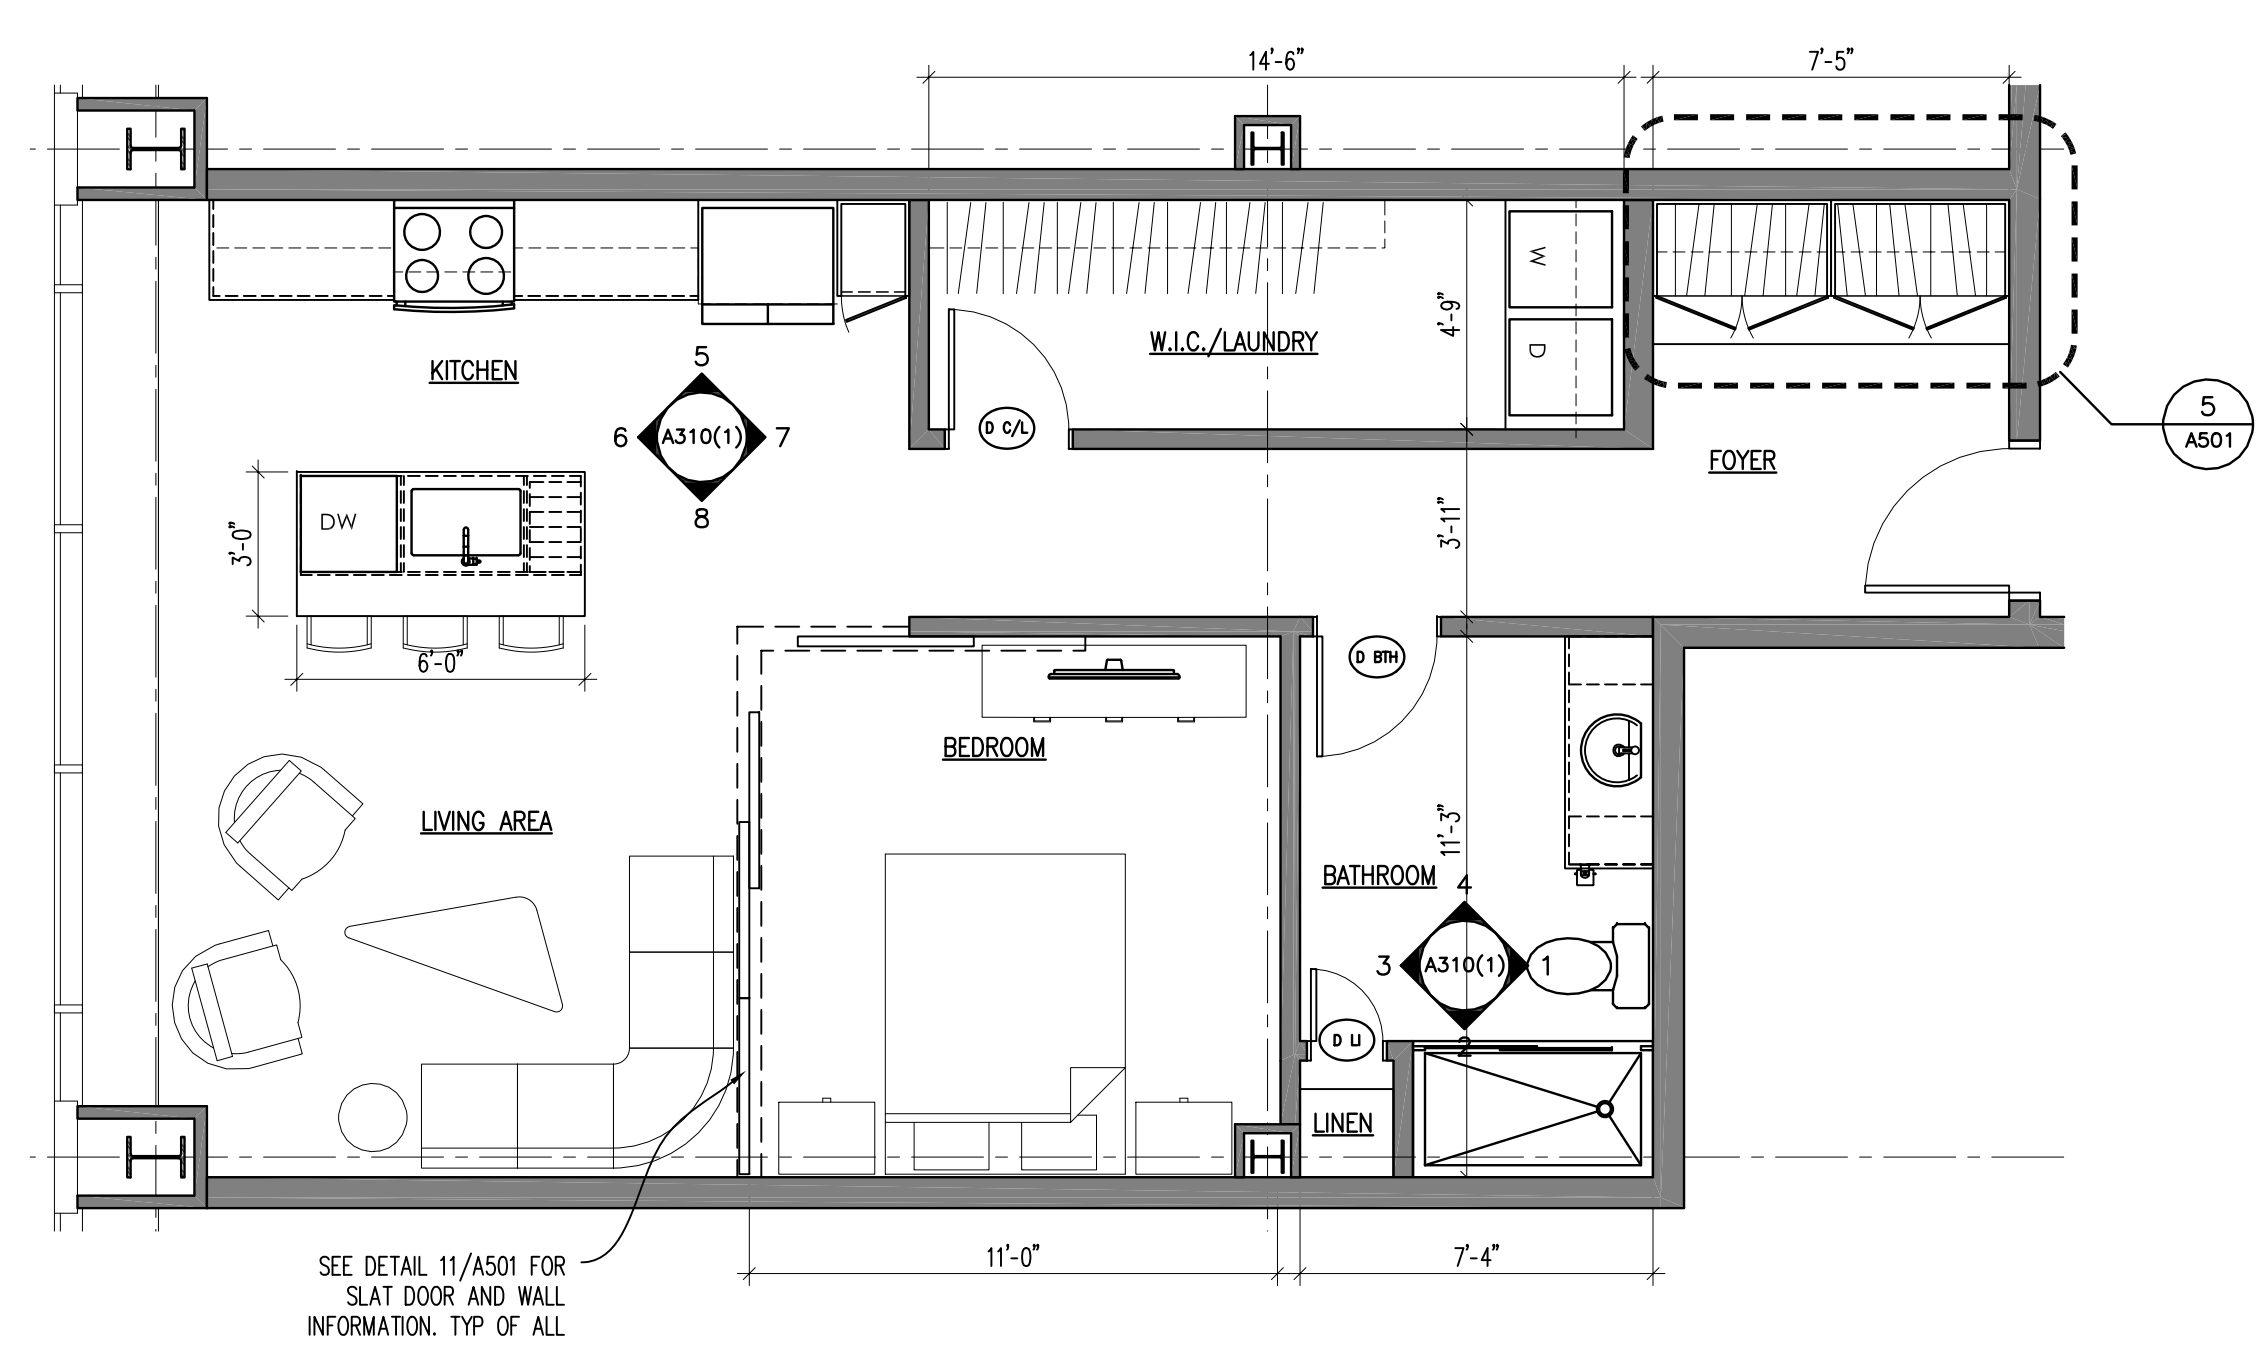 14'-6"
7'-5"
W
4'-9"
W.I.C./LAUNDRY
D
KITCHEN
5
6
A310(1)
7
8
D C/L
5
A501
FOYER
DW
3'-0"
3'-11"
6'-0"
D BTH
BEDROOM
LIVING AREA
11'-3"
BATHROOM
4
3
A310(1)
1
2
D LI
LINEN
11'-0"
7'-4"
SEE DETAIL 11/A501 FOR
SLAT DOOR AND WALL
INFORMATION. TYP OF ALL